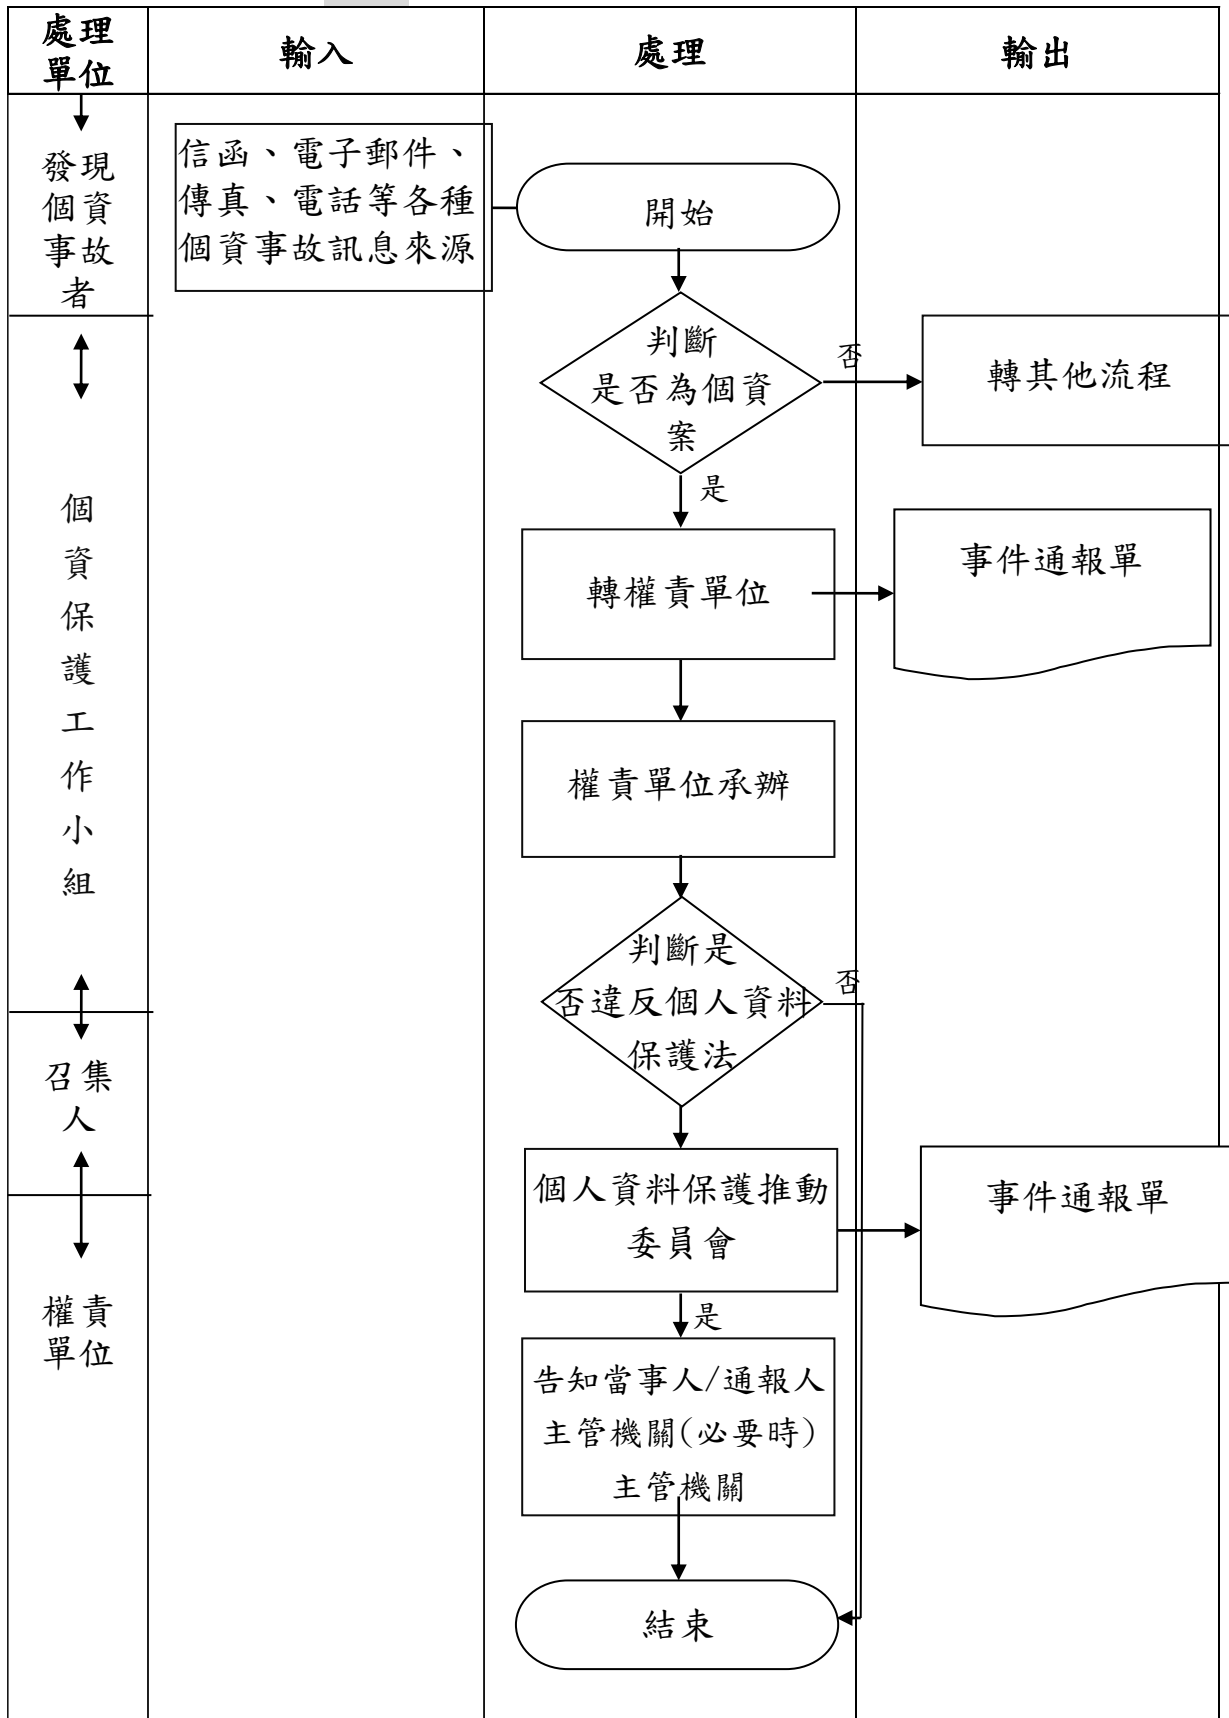 處理
單位
輸入
處理
輸出
發現
個資
事故
者
信函、電子郵件、
傳真、電話等各種
個資事故訊息來源
開始
判斷
是否為個資
案
否
轉其他流程
是
個
資
保
護
工
作
小
組
轉權責單位
事件通報單
權責單位承辦
判斷是
否違反個人資料
保護法
否
召集
人
個人資料保護推動
委員會
事件通報單
是
權責
單位
告知當事人/通報人
主管機關(必要時)
主管機關
結束